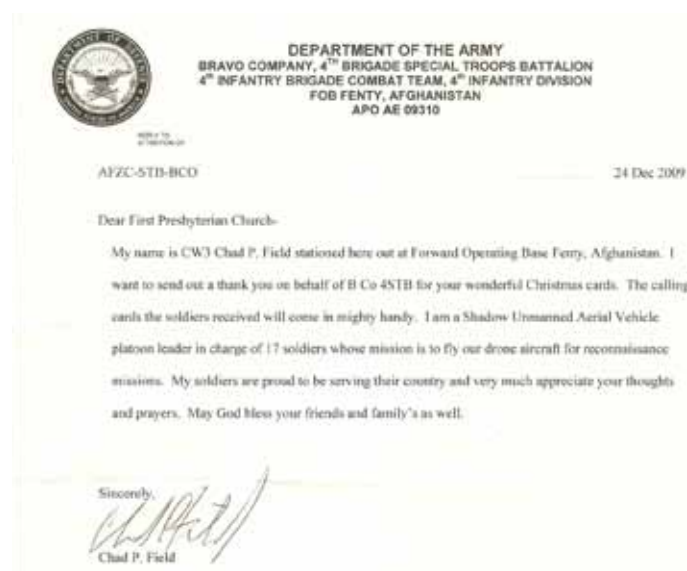 DEPARTMENT OF THE ARMY
BRAVO COMPANY, 4TH BRIGADE SPECIAL TROOPS BATTALION
4TH INFANTRY BRIGADE COMBAT TEAM, 4TH INFANTRY DIVISION
FOB FENTY, AFGHANISTAN
APO AE 09310
REPLY TO
ATTENTION OF
AFZC-STB-BCO 24 Dec 2009
Dear First Presbyterian Church-
My name is CW3 Chad P. Field stationed here out at Forward Operating Base Fenty, Afghanistan. I
want to send out a thank you on behalf of B Co 4STB for your wonderful Christmas cards. The calling
cards the soldiers received will come in mighty handy. I am a Shadow Unmanned Aerial Vehicle
platoon leader in charge of 17 soldiers whose mission is to fly our drone aircraft for reconnaissance
missions. My soldiers are proud to be serving their country and very much appreciate your thoughts
and prayers. May God bless your friends and family's as well.
Sincerely,
Chad P. Field